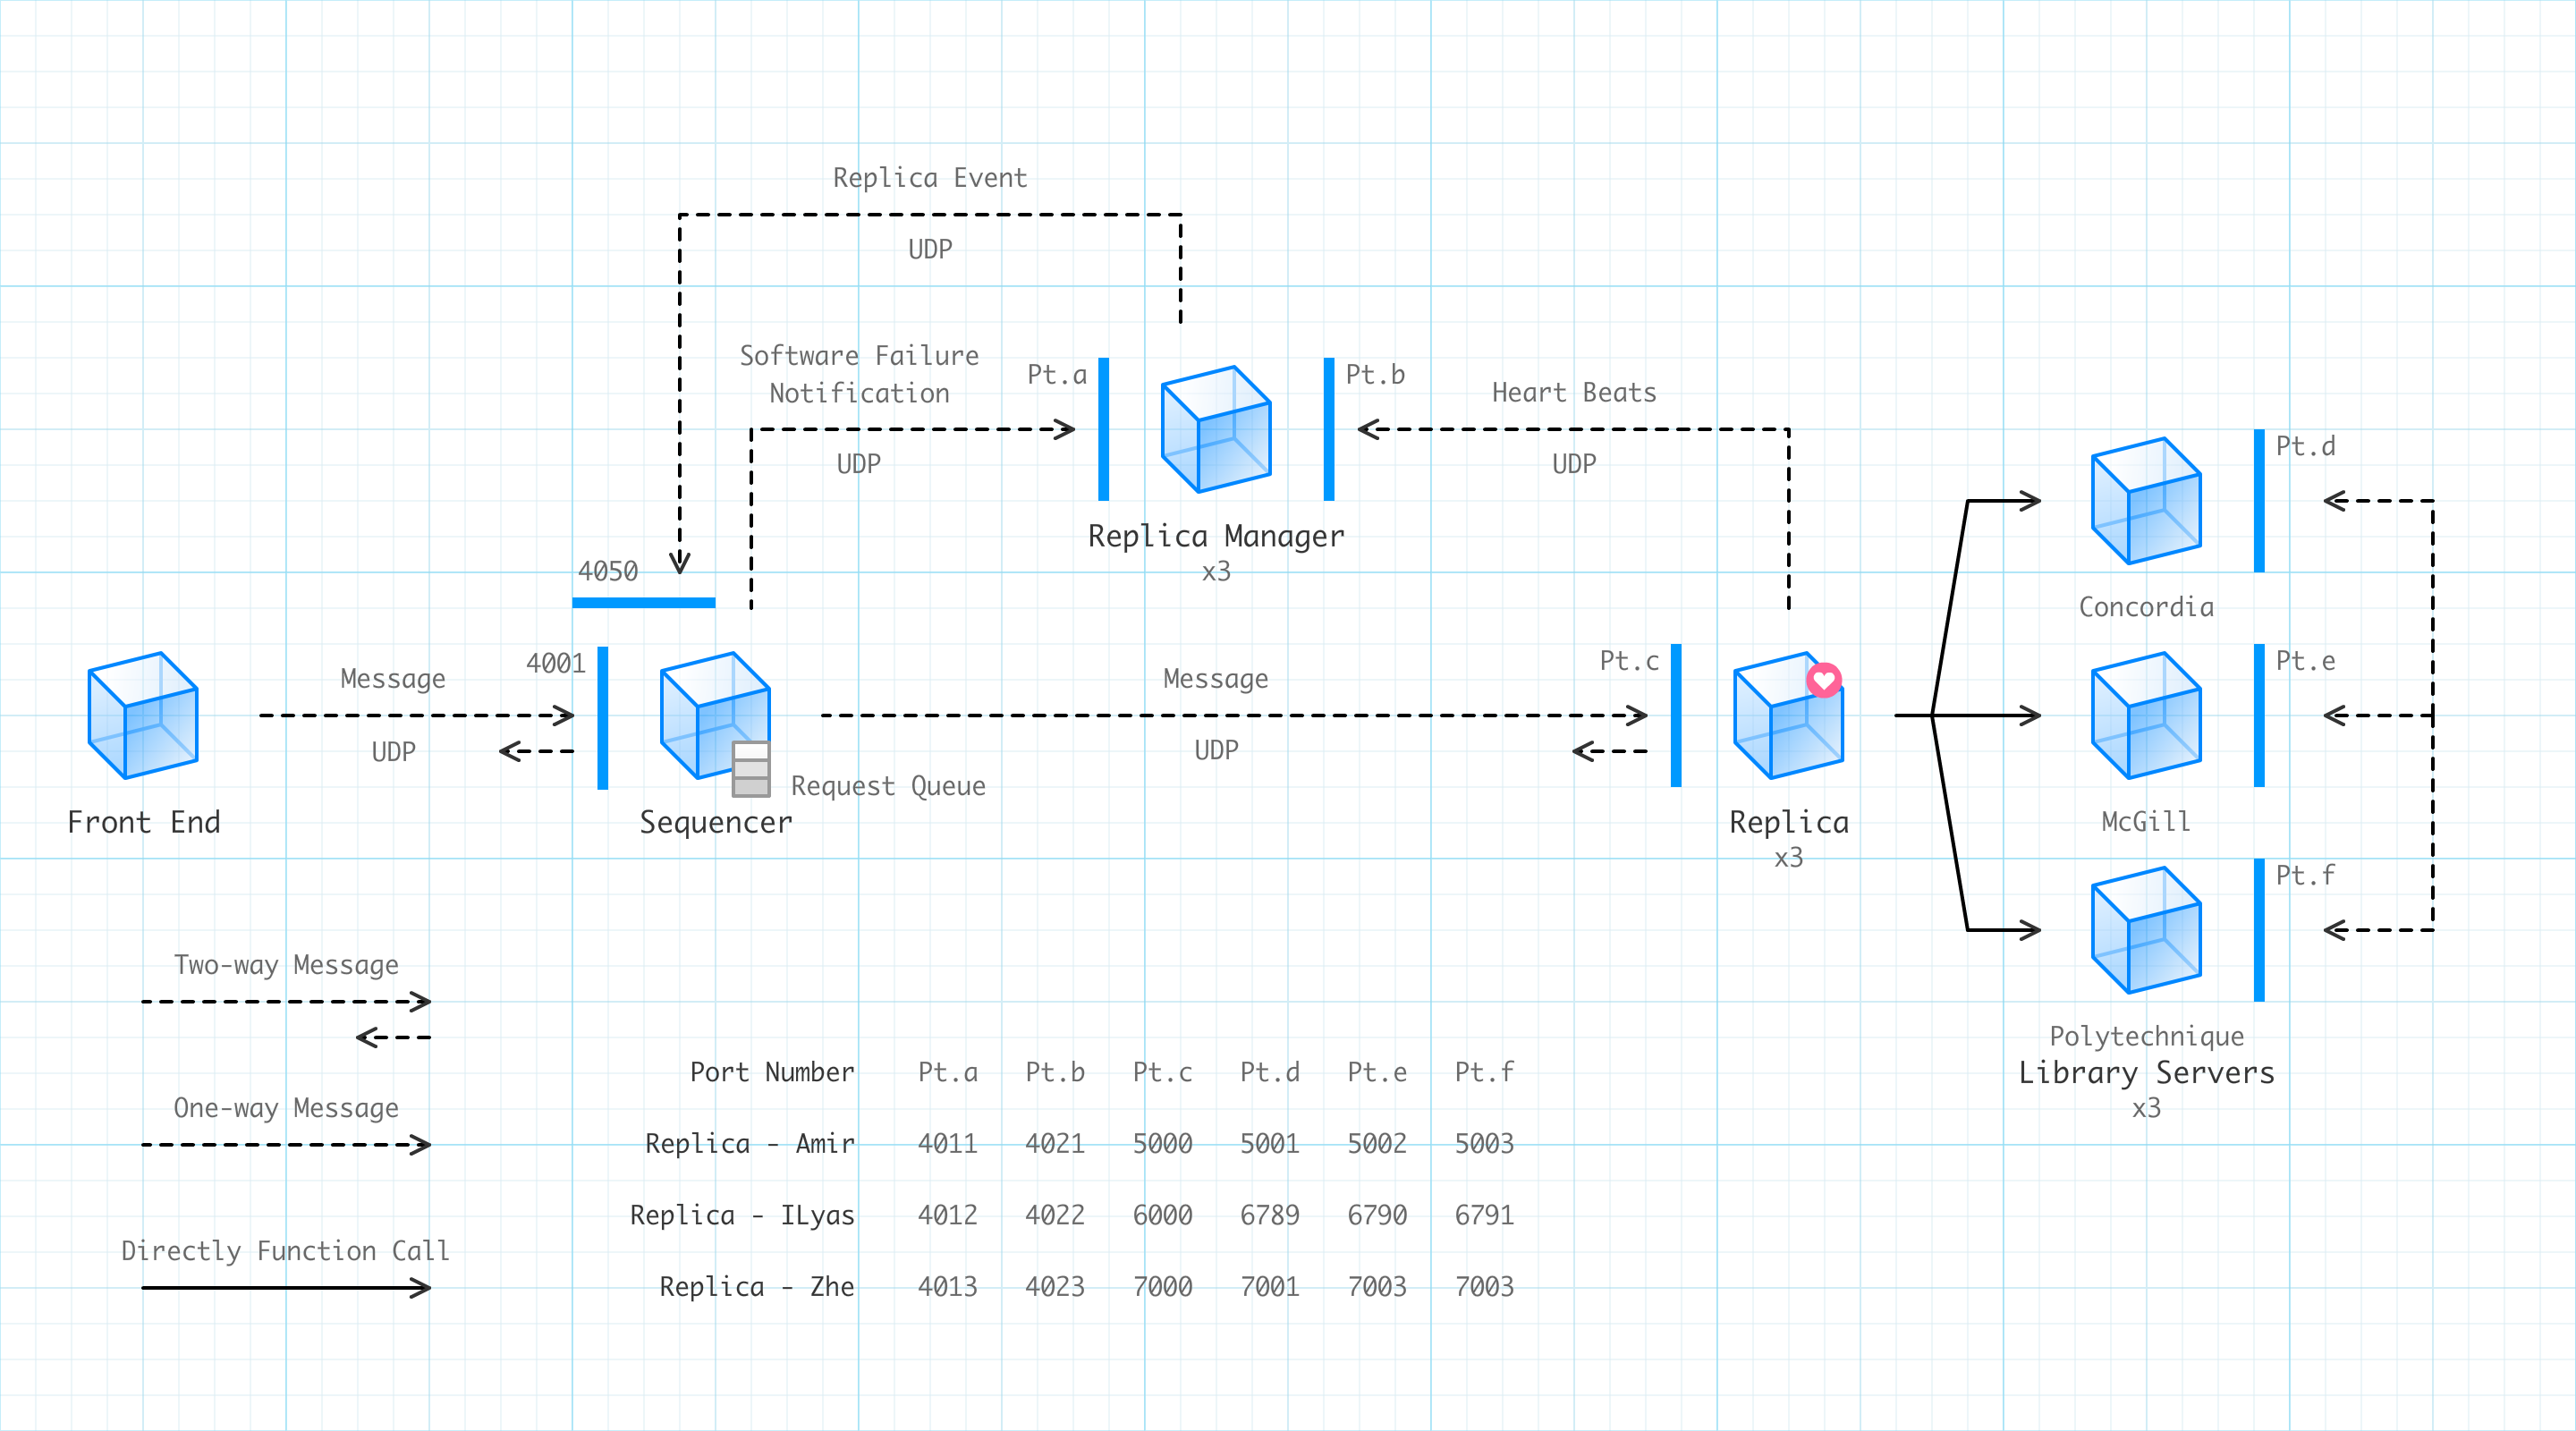 Replica Event
UDP
Software Failure
Notification
UDP
Pt.a
Pt.b
Heart Beats
UDP
Replica Manager
x3
4050
4001
Message
UDP
Front End
Sequencer
Request Queue
Message
UDP
Pt.c
Replica
x3
Pt.d
Concordia
Pt.e
McGill
Pt.f
Polytechnique
Library Servers
x3
Two-way Message
One-way Message
Directly Function Call
Port Number Pt.a Pt.b Pt.c Pt.d Pt.e Pt.f
Replica - Amir 4011 4021 5000 5001 5002 5003
Replica - ILyas 4012 4022 6000 6789 6790 6791
Replica - Zhe 4013 4023 7000 7001 7003 7003